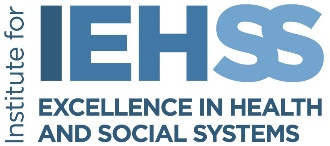 Institute for
IEHSS
EXCELLENCE IN HEALTH
AND SOCIAL SYSTEMS